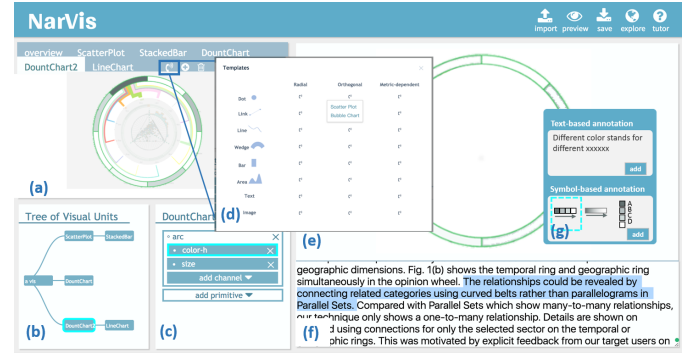 NarVis
import preview save explore tutor
overview ScatterPlot StackedBar DountChart
DountChart2 LineChart
(a)
Templates
Radial Orthogonal Metric-dependent
Dot
Link
Scatter Plot
Bubble Chart
Line
Wedge
Bar
Area
Text
Image
(d)
(e)
Text-based annotation
Different color stands for
different xxxxxx
add
Symbol-based annotation
A
B
C
D
(g)
add
Tree of Visual Units
ScatterPlot StackedBar
a vis DountChart
DountChart2 LineChart
(b)
DountChar
arc
color-h
size
add channel
add primitive
(c)
geographic dimensions. Fig. 1(b) shows the temporal ring and geographic ring
simultaneously in the opinion wheel. The relationships could be revealed by
connecting related categories using curved belts rather than parallelograms in
Parallel Sets. Compared with Parallel Sets which show many-to-many relationships,
our technique only shows a one-to-many relationship. Details are shown on
d using connections for only the selected sector on the temporal or
phic rings. This was motivated by explicit feedback from our target users on
(f)